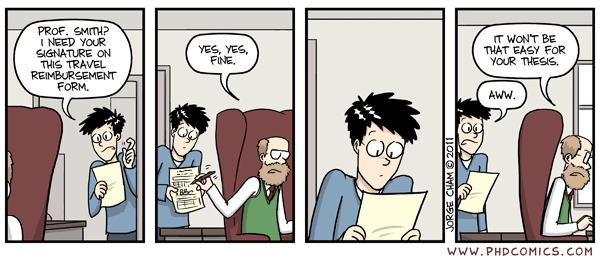 PROF. SMITH?
I NEED YOUR
SIGNATURE ON
THIS TRAVEL
REIMBURSEMENT
FORM.
YES, YES,
FINE.
JORGE CHAM © 2011
IT WON'T BE
THAT EASY FOR
YOUR THESIS.
AWW.
WWW.PHDCOMICS.COM